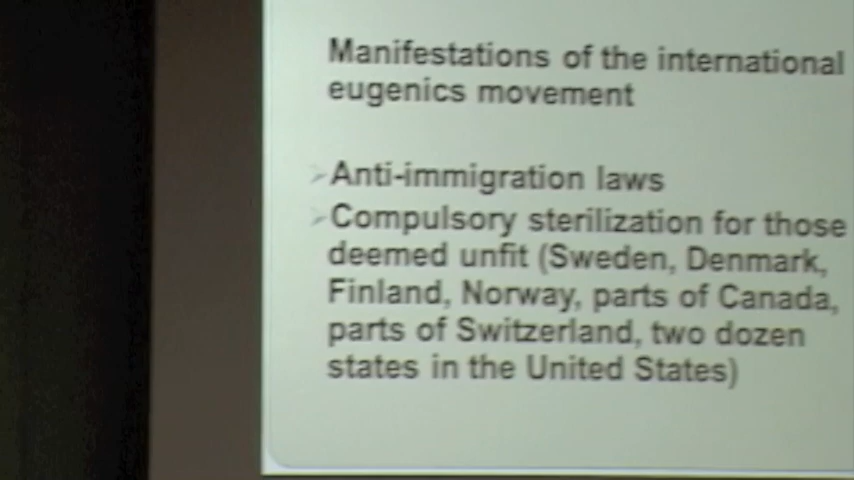 Manifestations of the international
eugenics movement
Anti-immigration laws
Compulsory sterilization for those
deemed unfit (Sweden, Denmark,
Finland, Norway, parts of Canada,
parts of Switzerland, two dozen
states in the United States)